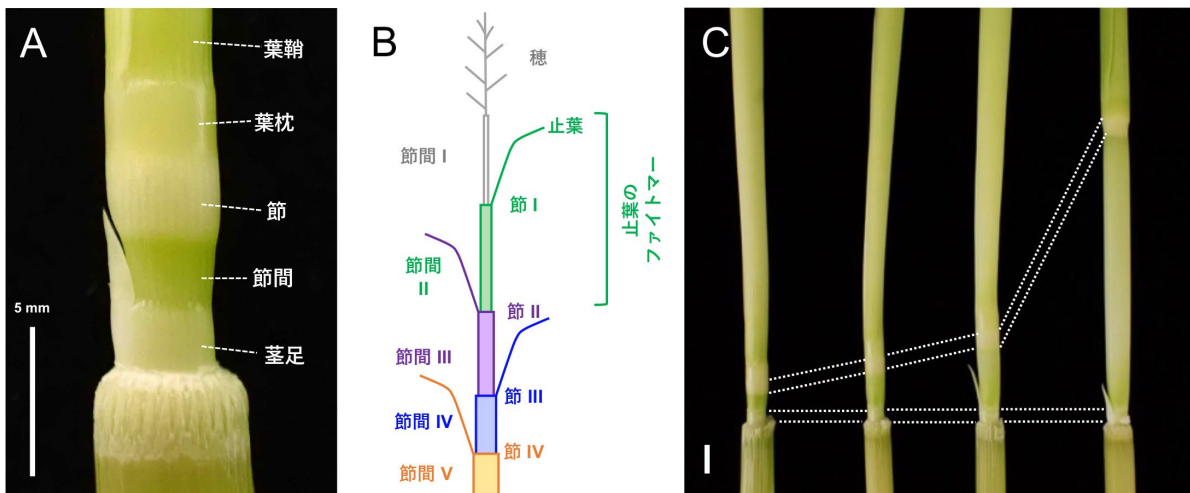 A
葉鞘
葉枕
節
節間
茎足
5 mm
B
穂
止葉
節間 I
節 I
止葉の
ファイトマー
節間
II
節 II
節間 III
節 III
節間 IV
節 IV
節間 V
C